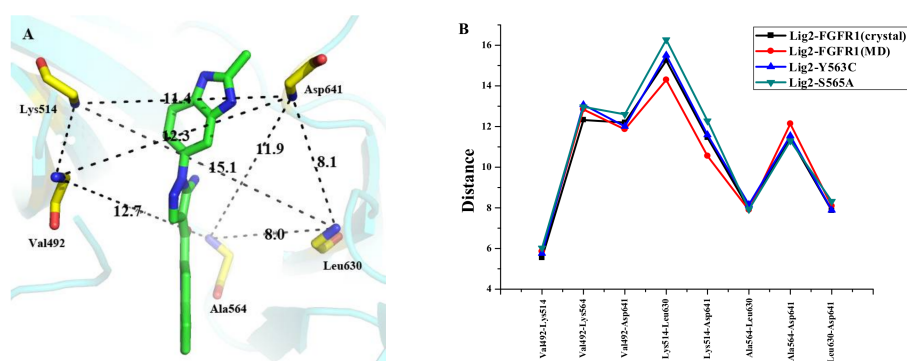 A
Lys514
Asp641
11.4
12.3
11.9
8.1
15.1
12.7
8.0
Val492
Ala564
Leu630
B
Lig2-FGFR1(crystal)
Lig2-FGFR1(MD)
Lig2-Y563C
Lig2-S565A
Distance
16
14
12
10
8
6
4
Val492-Lys514
Val492-Lys564
Val492-Asp641
Lys514-Leu630
Lys514-Asp641
Ala564-Leu630
Ala564-Asp641
Leu630-Asp641